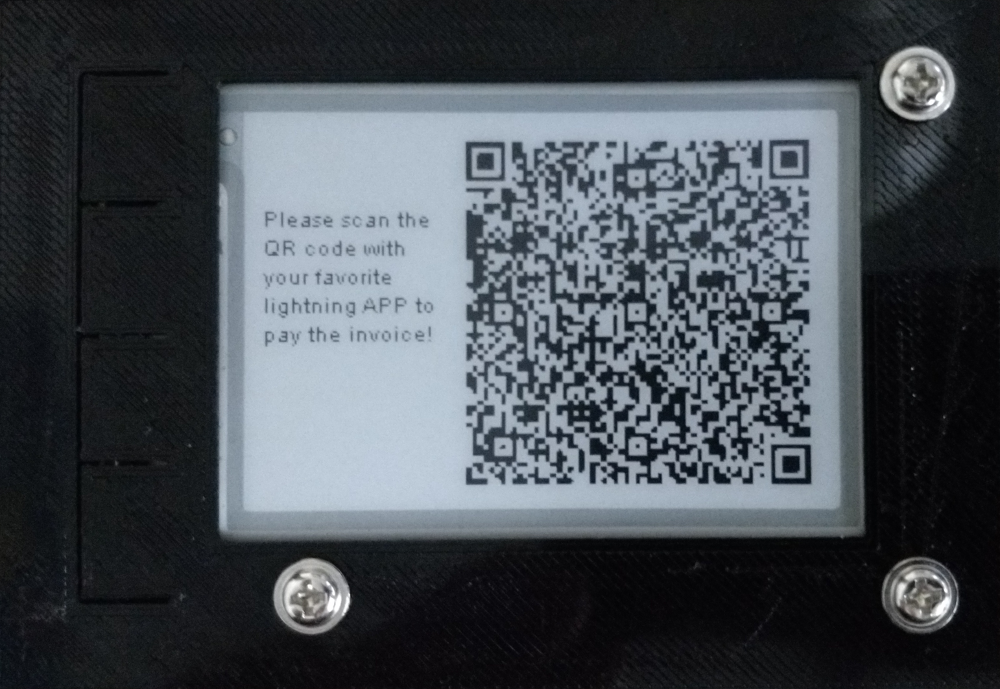 Please scan the
QR code with
your favorite
lightning APP to
pay the invoice!